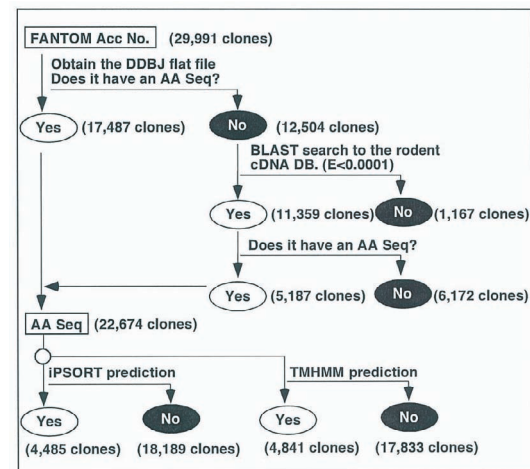 FANTOM Acc No. (29,991 clones)
Obtain the DDBJ flat file
Does it have an AA Seq?
Yes (17,487 clones) No (12,504 clones)
BLAST search to the rodent
cDNA DB. (E<0.0001)
Yes (11,359 clones) No (1,167 clones)
Does it have an AA Seq?
Yes (5,187 clones) No (6,172 clones)
AA Seq (22,674 clones)
iPSORT prediction TMHMM prediction
Yes No Yes No
(4,485 clones) (18,189 clones) (4,841 clones) (17,833 clones)